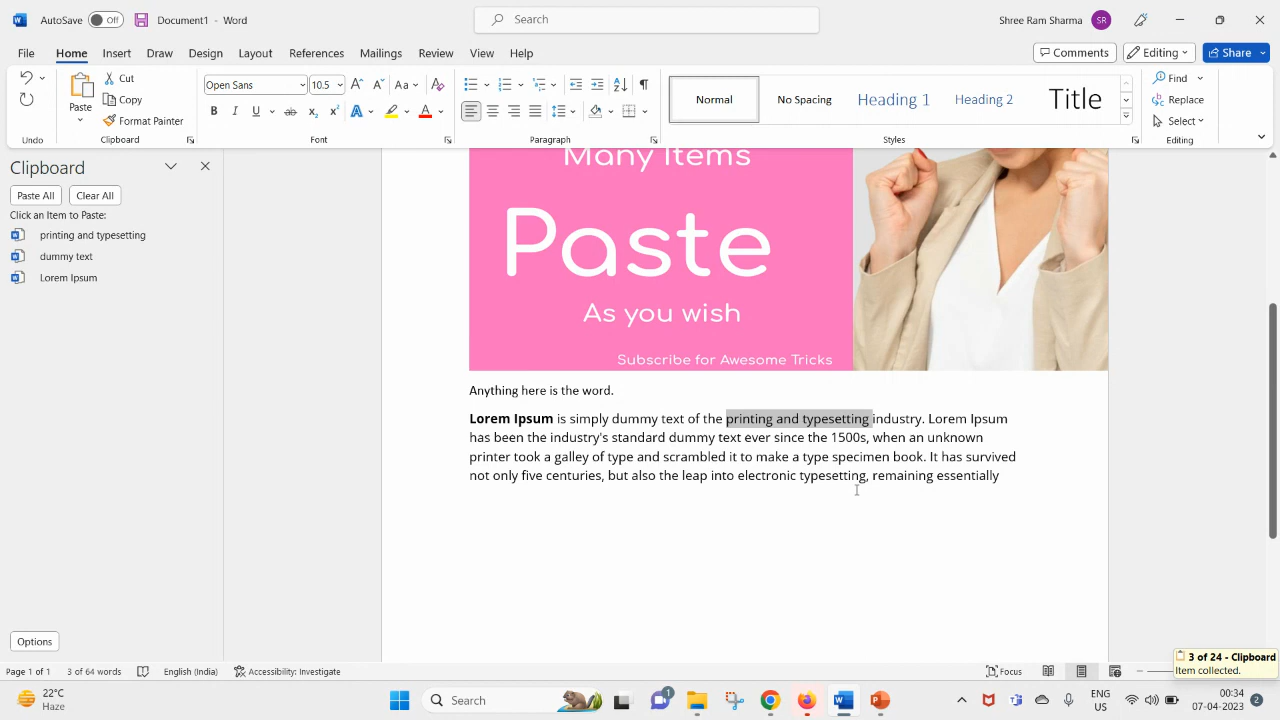 AutoSave Off Document1 - Word Search Shree Ram Sharma SR
File Home Insert Draw Design Layout References Mailings Review View Help Comments Editing Share
Paste Cut Copy Format Painter
Open Sans 10.5
Normal No Spacing Heading 1 Heading 2 Title
Find Replace Select
Undo Clipboard Font Paragraph Styles Editing
Clipboard
Paste All Clear All
Click an Item to Paste:
printing and typesetting
dummy text
Lorem Ipsum
Options
Many Items
Paste
As you wish
Subscribe for Awesome Tricks
Anything here is the word.
Lorem Ipsum is simply dummy text of the printing and typesetting industry. Lorem Ipsum
has been the industry's standard dummy text ever since the 1500s, when an unknown
printer took a galley of type and scrambled it to make a type specimen book. It has survived
not only five centuries, but also the leap into electronic typesetting, remaining essentially
3 of 24 - Clipboard
Item collected.
Page 1 of 1 3 of 64 words English (India) Accessibility: Investigate Focus
22°C
Haze
Search
1
ENG
US
00:34
07-04-2023
2